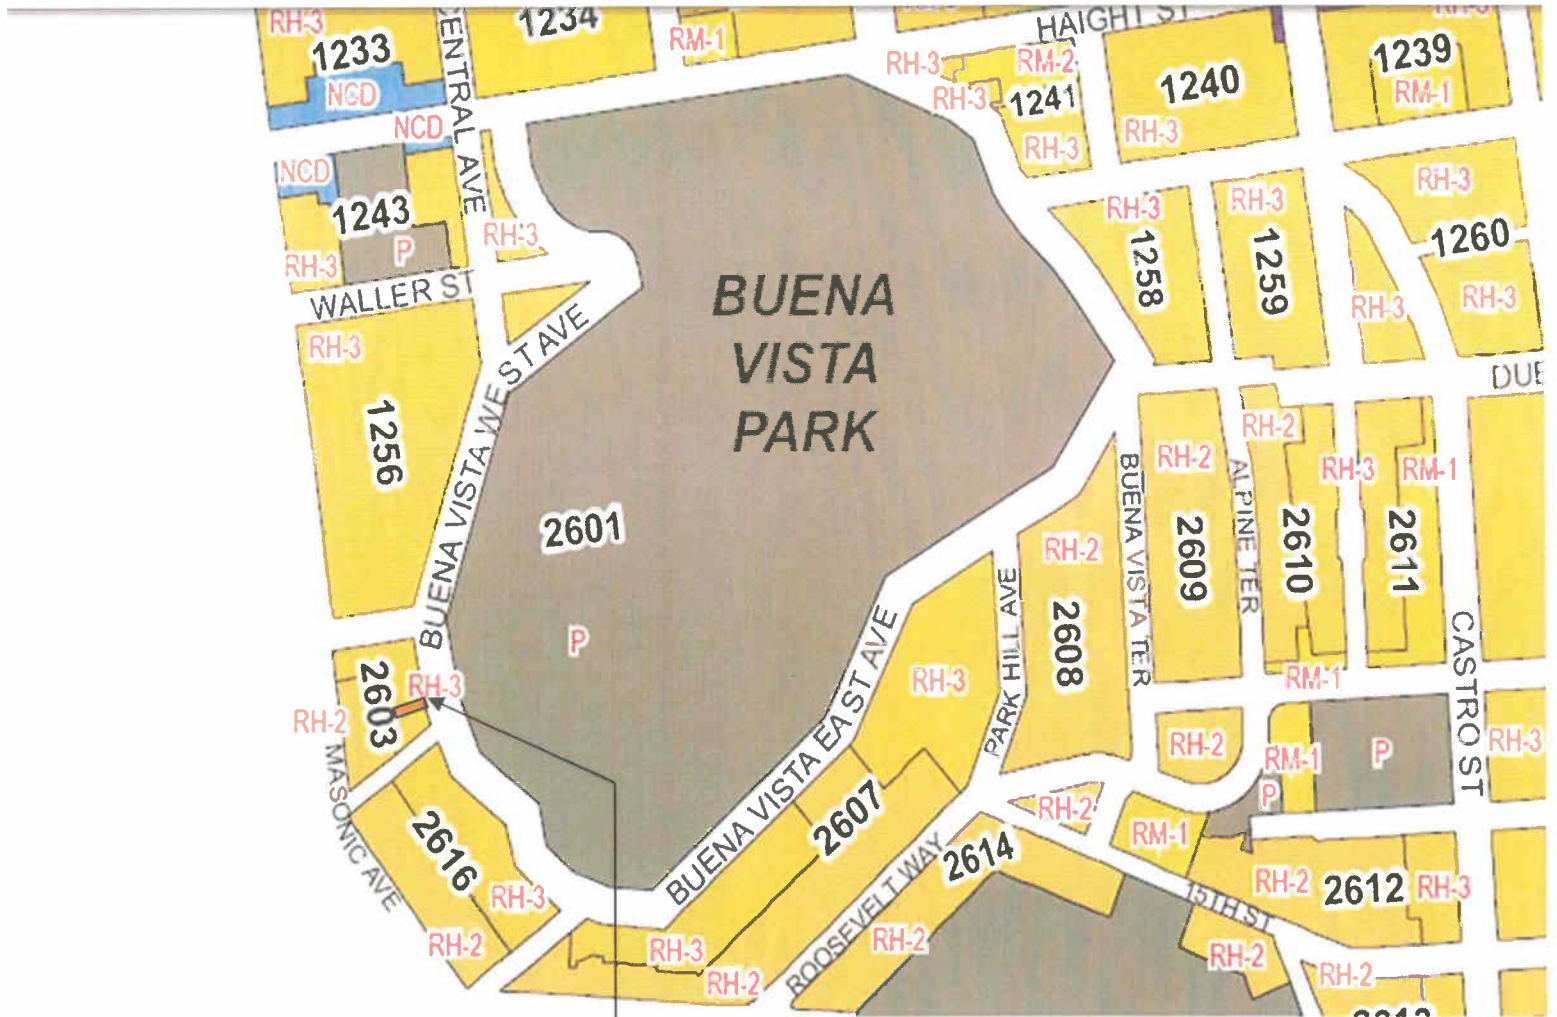 RH-3
1233
NCD
NCD
CENTRAL AVE
1234
RM-1
HAIGHT ST
RH-3
RM-2
RH-3
1241
RH-3
1240
RH-3
1239
RM-1
NCD
1243
P
RH-3
RH-3
WALLER ST
RH-3
1256
BUENA VISTA WEST AVE
BUENA
VISTA
PARK
2601
P
RH-3
1258
RH-3
1259
RH-3
1260
RH-3
RH-3
RH-2
2609
BUENA VISTA TER
ALPINE TER
RH-2
2610
RH-3
RM-1
2611
RH-2
2608
PARK HILL AVE
RH-3
BUENA VISTA EAST AVE
CASTRO ST
RM-1
RH-2
RM-1
P
P
RH-3
2603
RH-3
RH-2
MASONIC AVE
2616
RH-3
RH-2
2607
RH-3
RH-2
ROOSEVELT WAY
2614
RH-2
RH-2
RM-1
15TH ST
RH-2
2612
RH-3
RH-2
RH-2